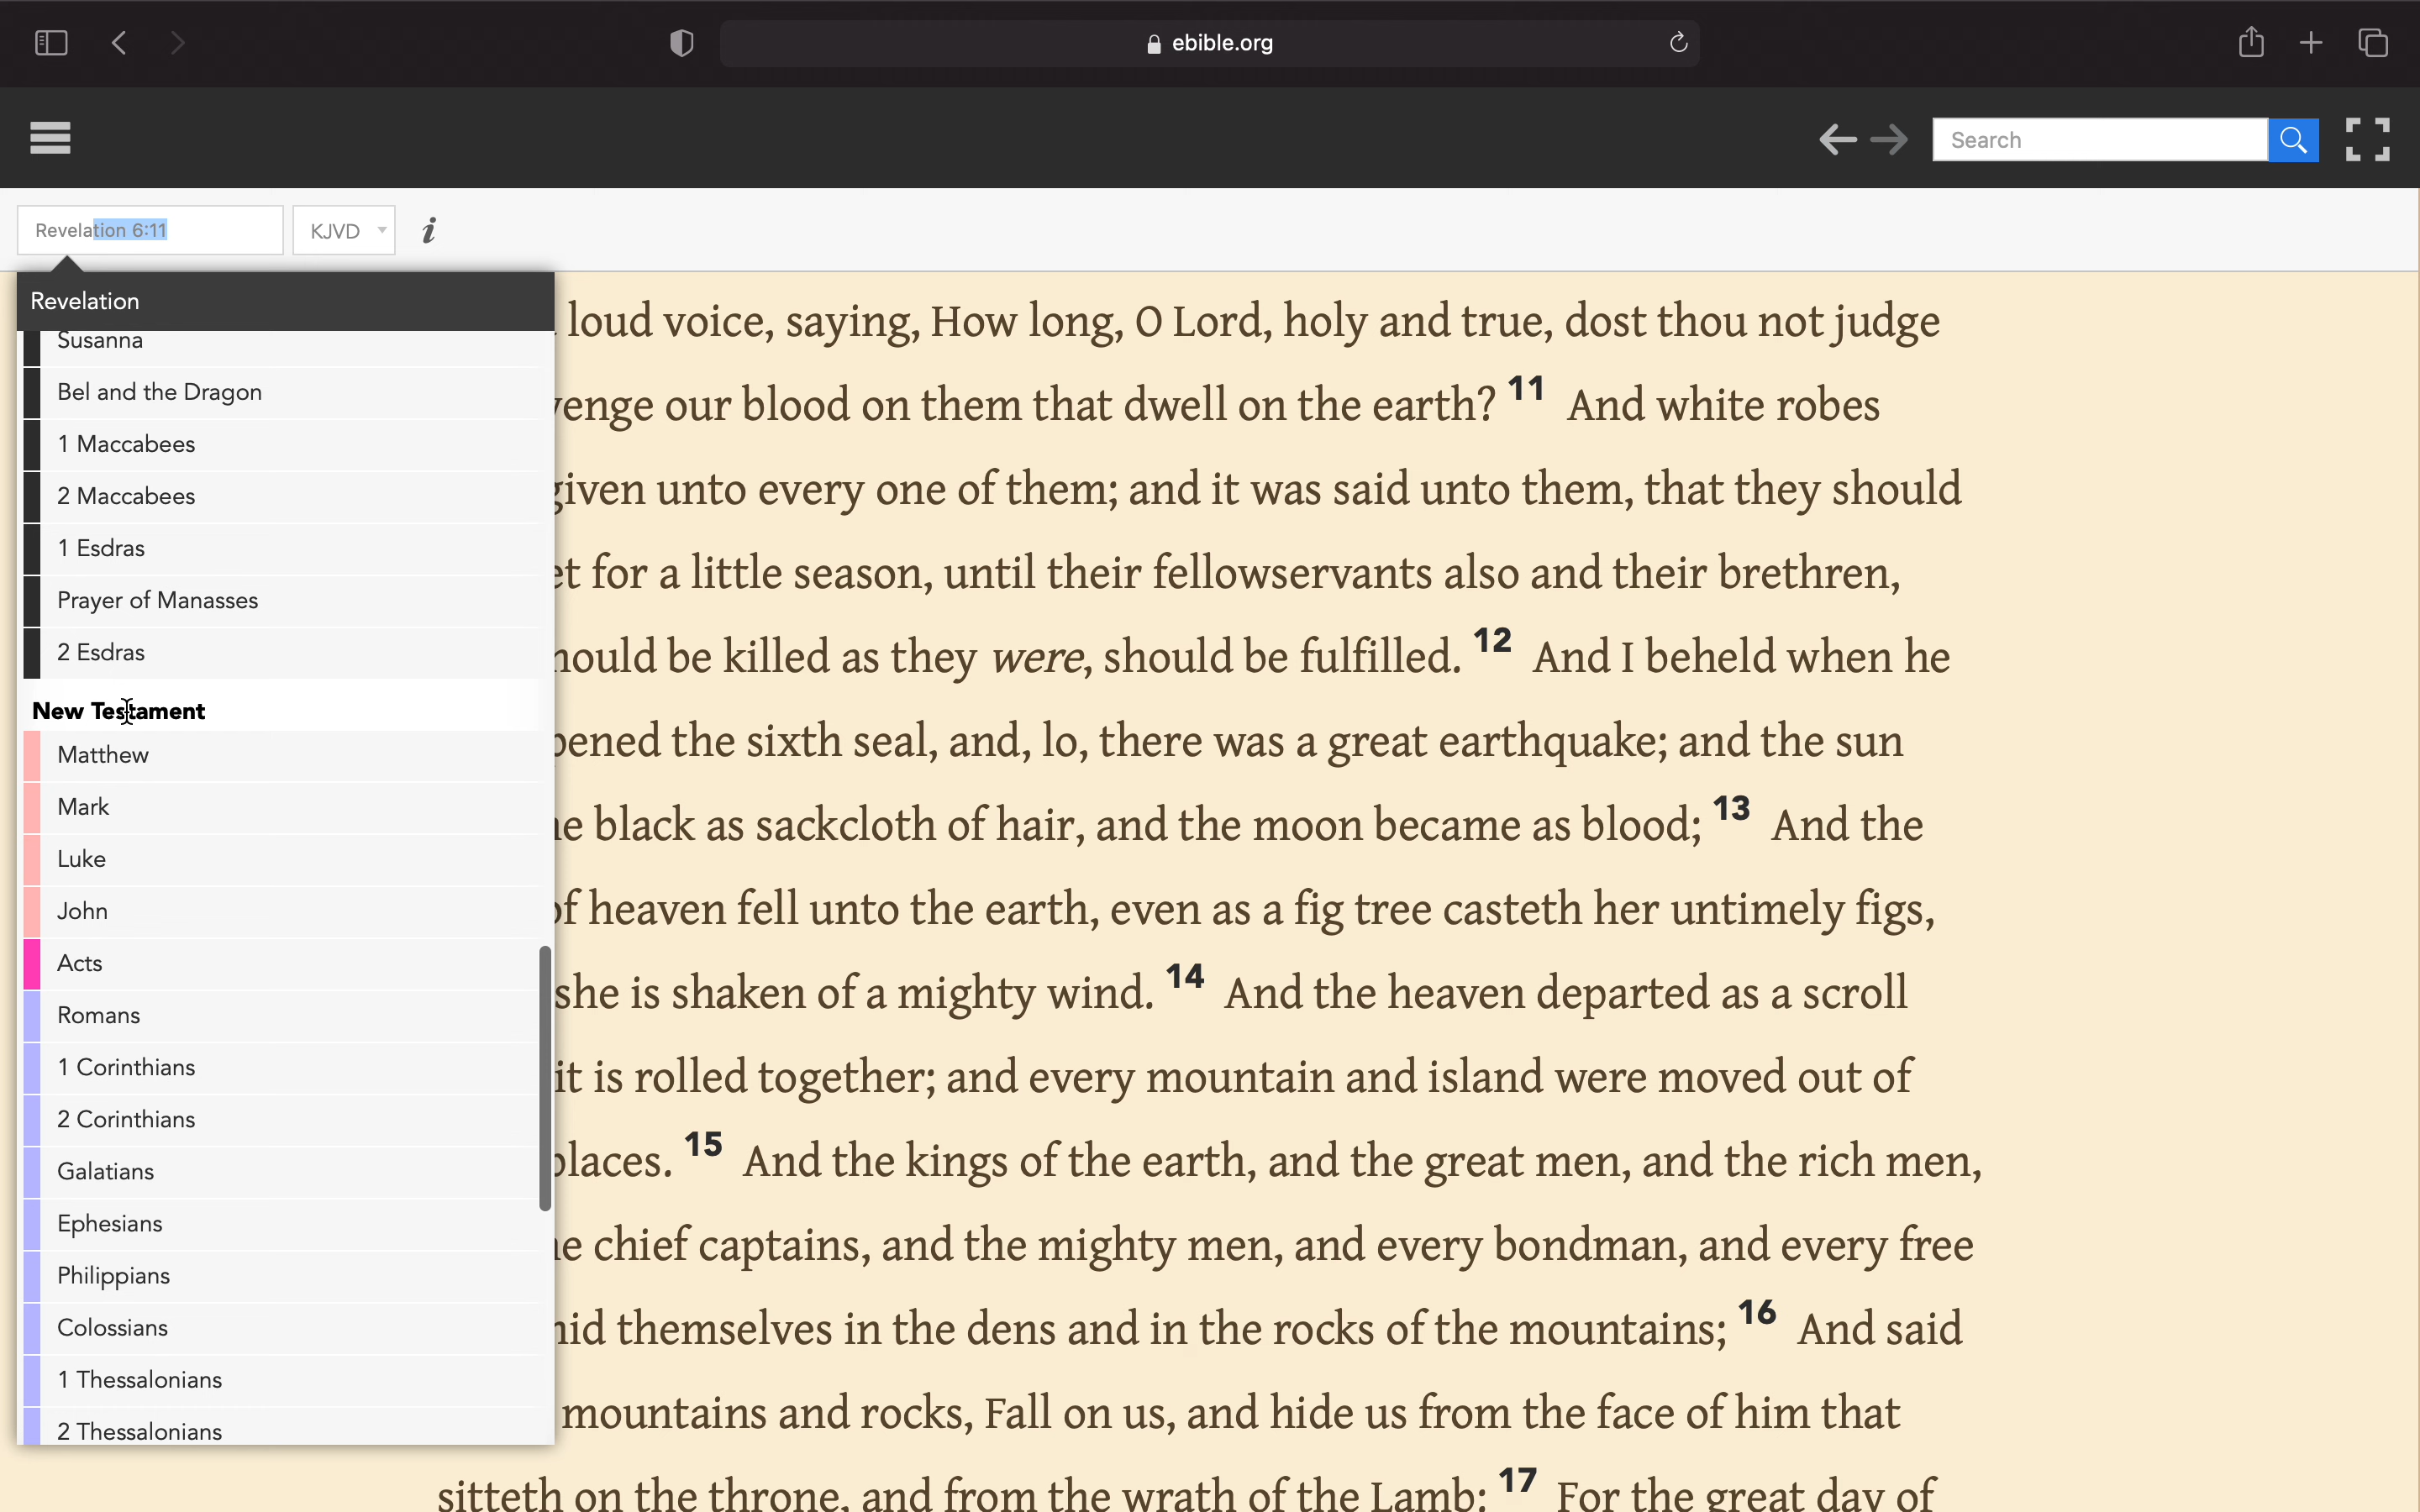 ebible.org
Search
Revelation 6:11
KJVD
i
Revelation
Susanna
Bel and the Dragon
1 Maccabees
2 Maccabees
1 Esdras
Prayer of Manasses
2 Esdras
New Testament
Matthew
Mark
Luke
John
Acts
Romans
1 Corinthians
2 Corinthians
Galatians
Ephesians
Philippians
Colossians
1 Thessalonians
2 Thessalonians
loud voice, saying, How long, O Lord, holy and true, dost thou not judge
venge our blood on them that dwell on the earth? 11 And white robes
given unto every one of them; and it was said unto them, that they should
et for a little season, until their fellowservants also and their brethren,
hould be killed as they were, should be fulfilled. 12 And I beheld when he
pened the sixth seal, and, lo, there was a great earthquake; and the sun
e black as sackcloth of hair, and the moon became as blood; 13 And the
of heaven fell unto the earth, even as a fig tree casteth her untimely figs,
she is shaken of a mighty wind. 14 And the heaven departed as a scroll
it is rolled together; and every mountain and island were moved out of
places. 15 And the kings of the earth, and the great men, and the rich men,
e chief captains, and the mighty men, and every bondman, and every free
hid themselves in the dens and in the rocks of the mountains; 16 And said
mountains and rocks, Fall on us, and hide us from the face of him that
sitteth on the throne, and from the wrath of the Lamb: 17 For the great day of